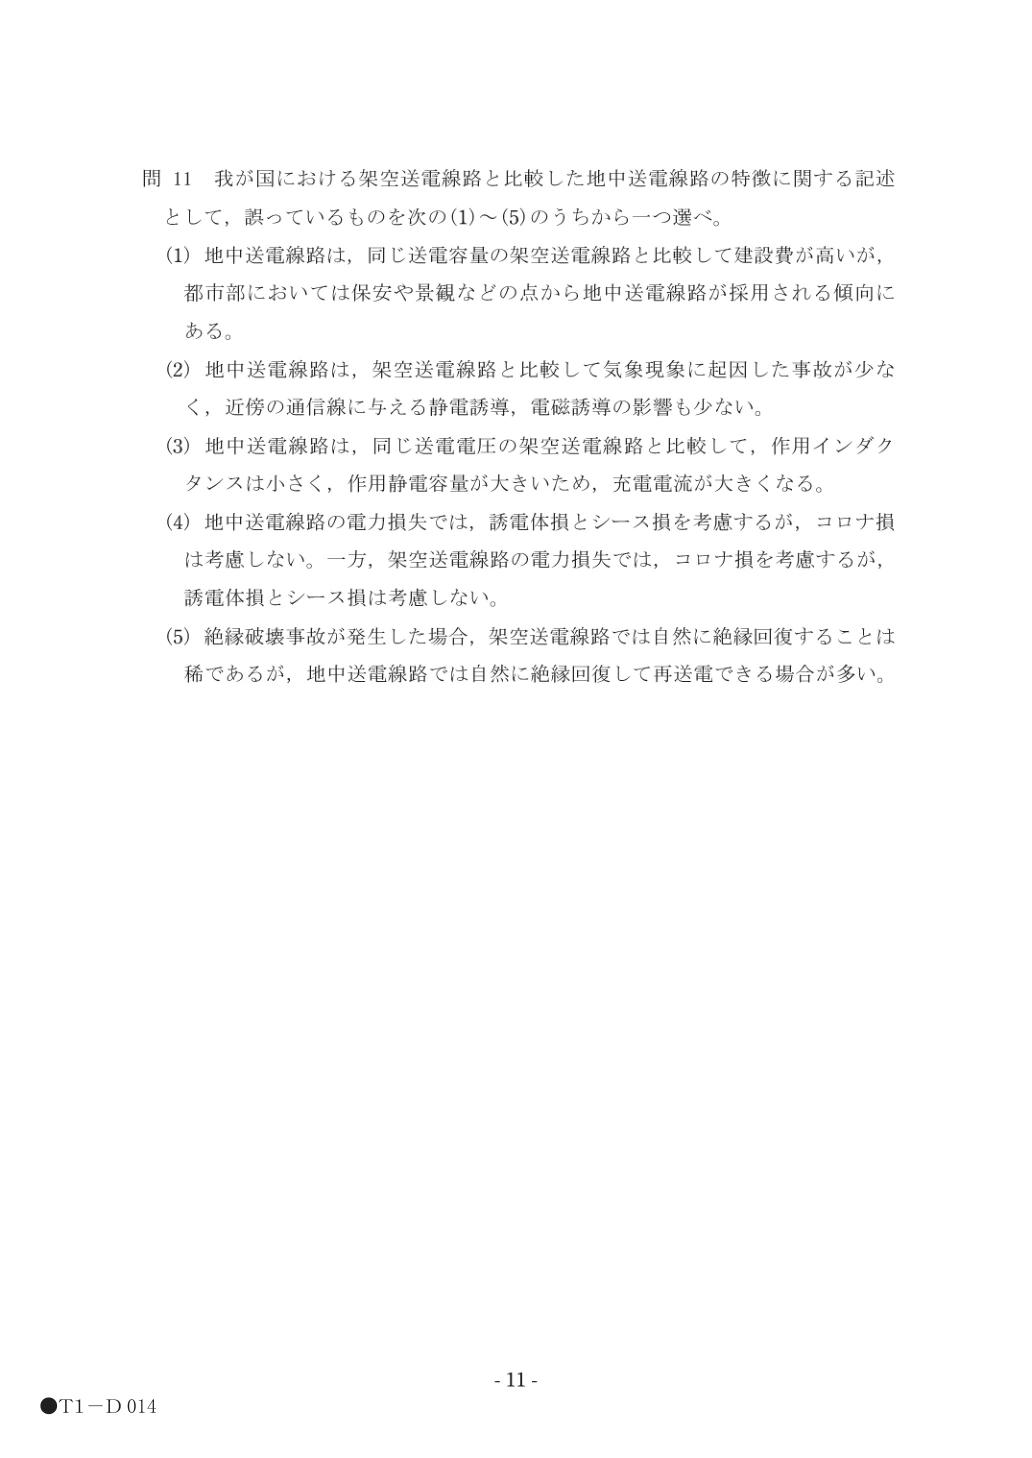 問 11　我が国における架空送電線路と比較した地中送電線路の特徴に関する記述
として，誤っているものを次の(1)～(5)のうちから一つ選べ。
(1) 地中送電線路は，同じ送電容量の架空送電線路と比較して建設費が高いが，
都市部においては保安や景観などの点から地中送電線路が採用される傾向に
ある。
(2) 地中送電線路は，架空送電線路と比較して気象現象に起因した事故が少な
く，近傍の通信線に与える静電誘導，電磁誘導の影響も少ない。
(3) 地中送電線路は，同じ送電電圧の架空送電線路と比較して，作用インダク
タンスは小さく，作用静電容量が大きいため，充電電流が大きくなる。
(4) 地中送電線路の電力損失では，誘電体損とシース損を考慮するが，コロナ損
は考慮しない。一方，架空送電線路の電力損失では，コロナ損を考慮するが，
誘電体損とシース損は考慮しない。
(5) 絶縁破壊事故が発生した場合，架空送電線路では自然に絶縁回復することは
稀であるが，地中送電線路では自然に絶縁回復して再送電できる場合が多い。
- 11 -
●T1－D 014